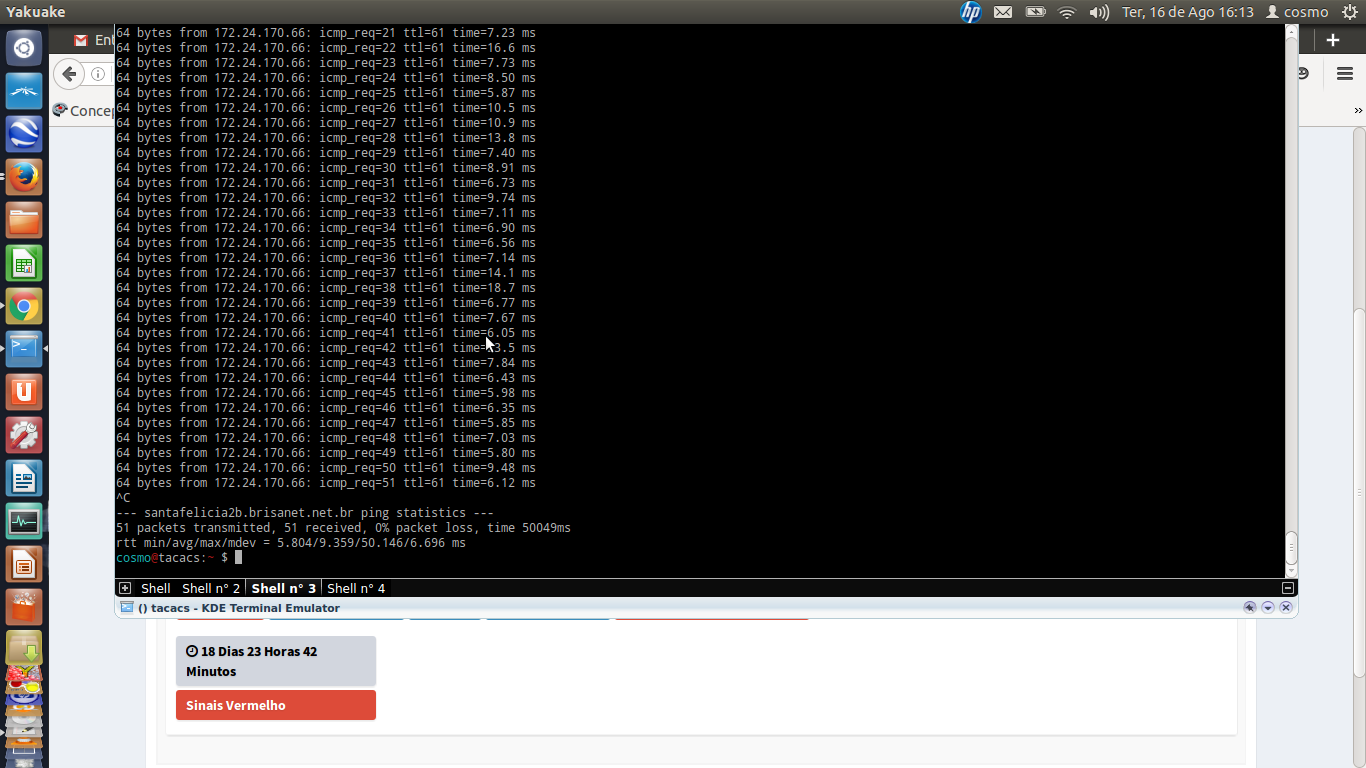 Yakuake
Ter, 16 de Ago 16:13 cosmo
Concep
64 bytes from 172.24.170.66: icmp_req=21 ttl=61 time=7.23 ms
64 bytes from 172.24.170.66: icmp_req=22 ttl=61 time=16.6 ms
64 bytes from 172.24.170.66: icmp_req=23 ttl=61 time=7.73 ms
64 bytes from 172.24.170.66: icmp_req=24 ttl=61 time=8.50 ms
64 bytes from 172.24.170.66: icmp_req=25 ttl=61 time=5.87 ms
64 bytes from 172.24.170.66: icmp_req=26 ttl=61 time=10.5 ms
64 bytes from 172.24.170.66: icmp_req=27 ttl=61 time=10.9 ms
64 bytes from 172.24.170.66: icmp_req=28 ttl=61 time=13.8 ms
64 bytes from 172.24.170.66: icmp_req=29 ttl=61 time=7.40 ms
64 bytes from 172.24.170.66: icmp_req=30 ttl=61 time=8.91 ms
64 bytes from 172.24.170.66: icmp_req=31 ttl=61 time=6.73 ms
64 bytes from 172.24.170.66: icmp_req=32 ttl=61 time=9.74 ms
64 bytes from 172.24.170.66: icmp_req=33 ttl=61 time=7.11 ms
64 bytes from 172.24.170.66: icmp_req=34 ttl=61 time=6.90 ms
64 bytes from 172.24.170.66: icmp_req=35 ttl=61 time=6.56 ms
64 bytes from 172.24.170.66: icmp_req=36 ttl=61 time=7.14 ms
64 bytes from 172.24.170.66: icmp_req=37 ttl=61 time=14.1 ms
64 bytes from 172.24.170.66: icmp_req=38 ttl=61 time=18.7 ms
64 bytes from 172.24.170.66: icmp_req=39 ttl=61 time=6.77 ms
64 bytes from 172.24.170.66: icmp_req=40 ttl=61 time=7.67 ms
64 bytes from 172.24.170.66: icmp_req=41 ttl=61 time=6.05 ms
64 bytes from 172.24.170.66: icmp_req=42 ttl=61 ms
64 bytes from 172.24.170.66: icmp_req=43 ttl=61 time=7.84 ms
64 bytes from 172.24.170.66: icmp_req=44 ttl=61 time=6.43 ms
64 bytes from 172.24.170.66: icmp_req=45 ttl=61 time=5.98 ms
64 bytes from 172.24.170.66: icmp_req=46 ttl=61 time=6.35 ms
64 bytes from 172.24.170.66: icmp_req=47 ttl=61 time=5.85 ms
64 bytes from 172.24.170.66: icmp_req=48 ttl=61 time=7.03 ms
64 bytes from 172.24.170.66: icmp_req=49 ttl=61 time=5.80 ms
64 bytes from 172.24.170.66: icmp_req=50 ttl=61 time=9.48 ms
64 bytes from 172.24.170.66: icmp_req=51 ttl=61 time=6.12 ms
^C
--- santafelicia2b.brisanet.net.br ping statistics ---
51 packets transmitted, 51 received, 0% packet loss, time 50049ms
rtt min/avg/max/mdev = 5.804/9.359/50.146/6.696 ms
cosmo@tacacs:~ $
Shell Shell n° 2 Shell n° 3 Shell n° 4
() tacacs - KDE Terminal Emulator
18 Dias 23 Horas 42
Minutos
Sinais Vermelho